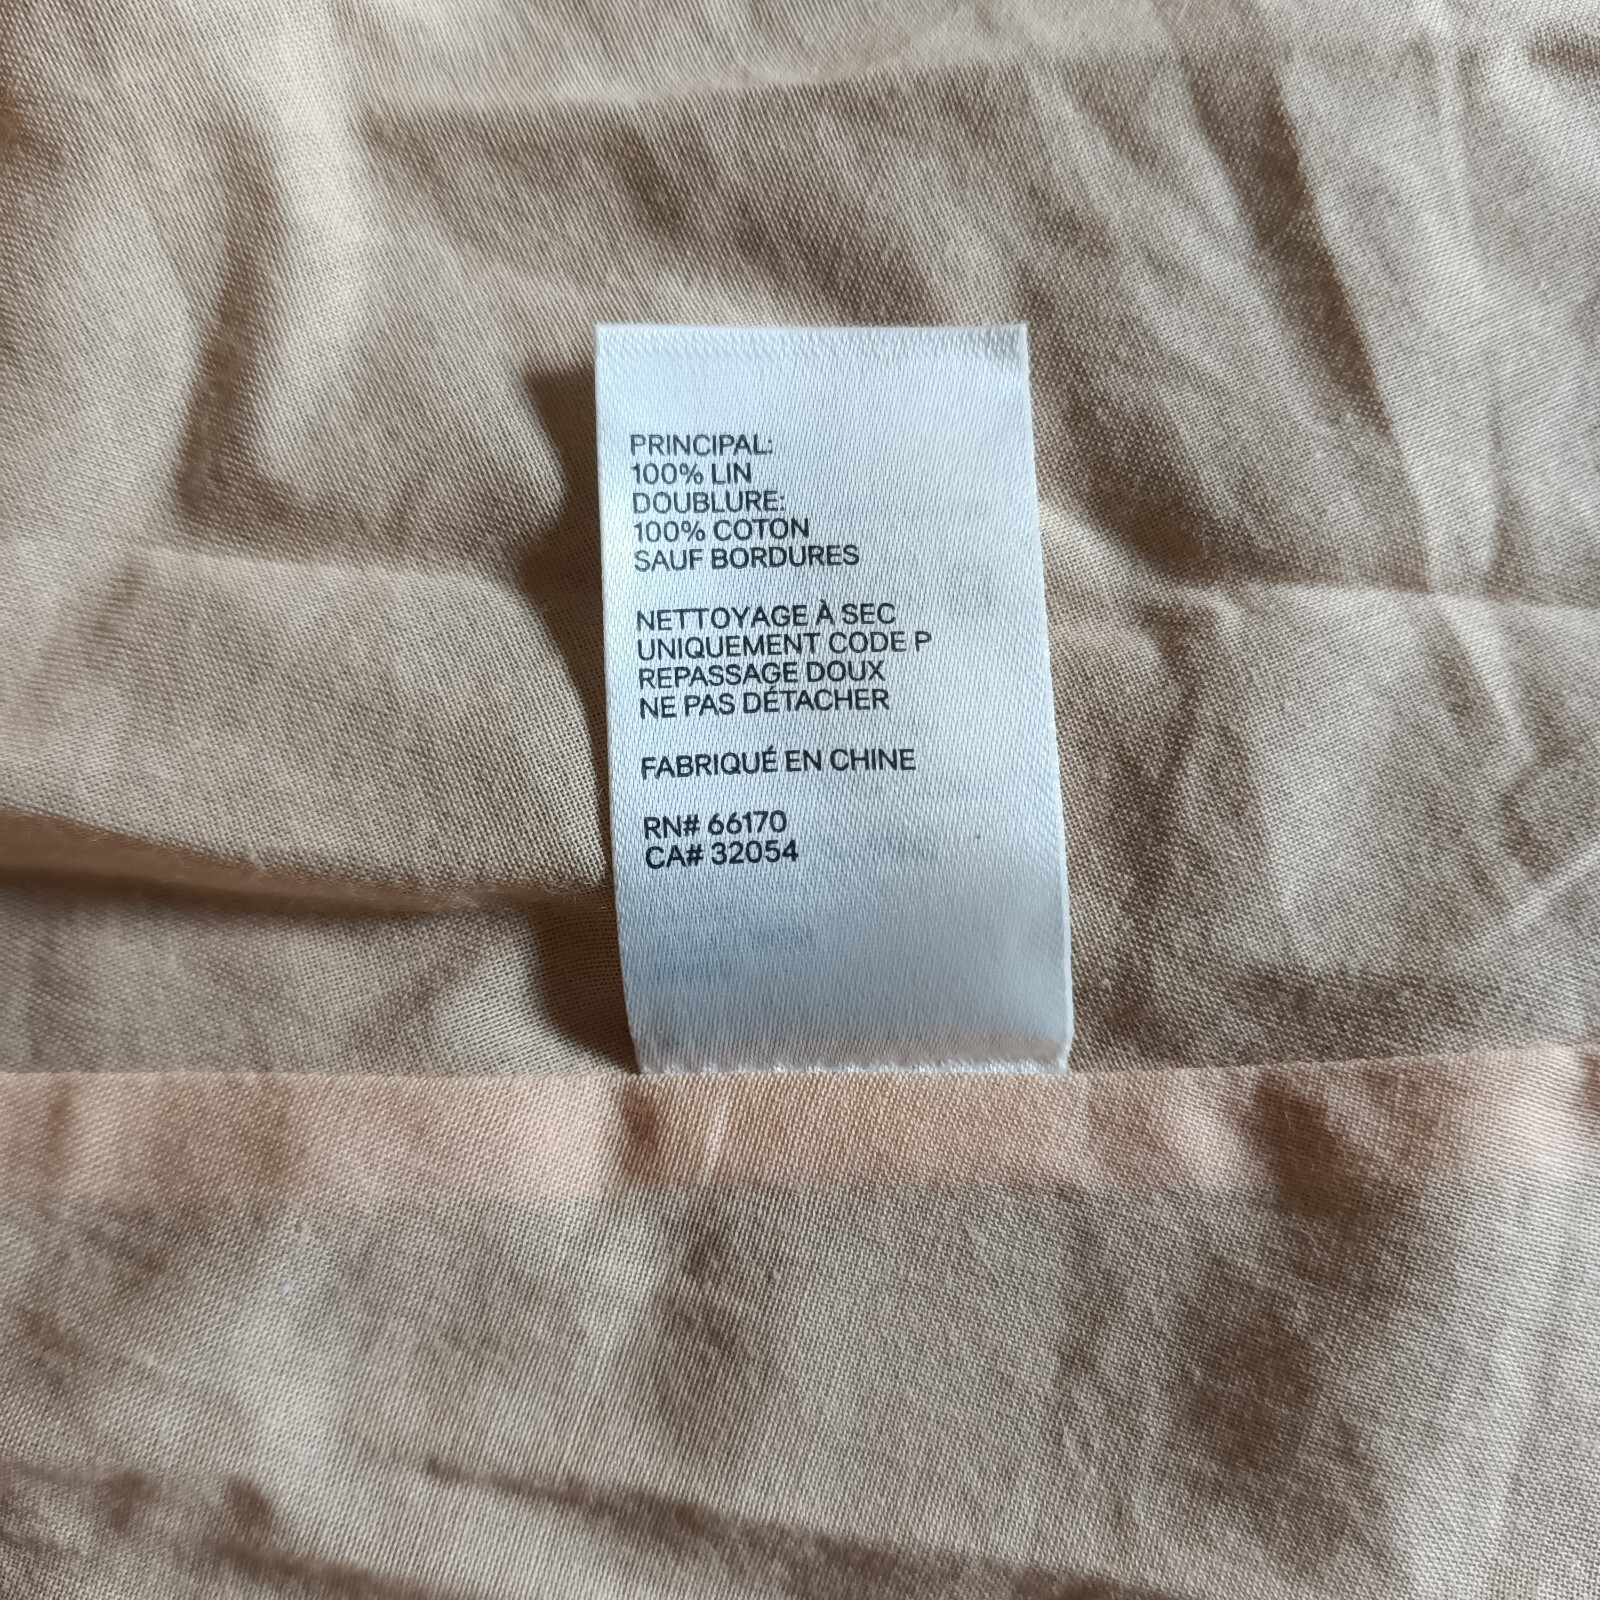 PRINCIPAL:
100% LIN
DOUBLURE:
100% COTON
SAUF BORDURES
NETTOYAGE À SEC
UNIQUEMENT CODE P
REPASSAGE DOUX
NE PAS DÉTACHER
FABRIQUÉ EN CHINE
RN# 66170
CA# 32054